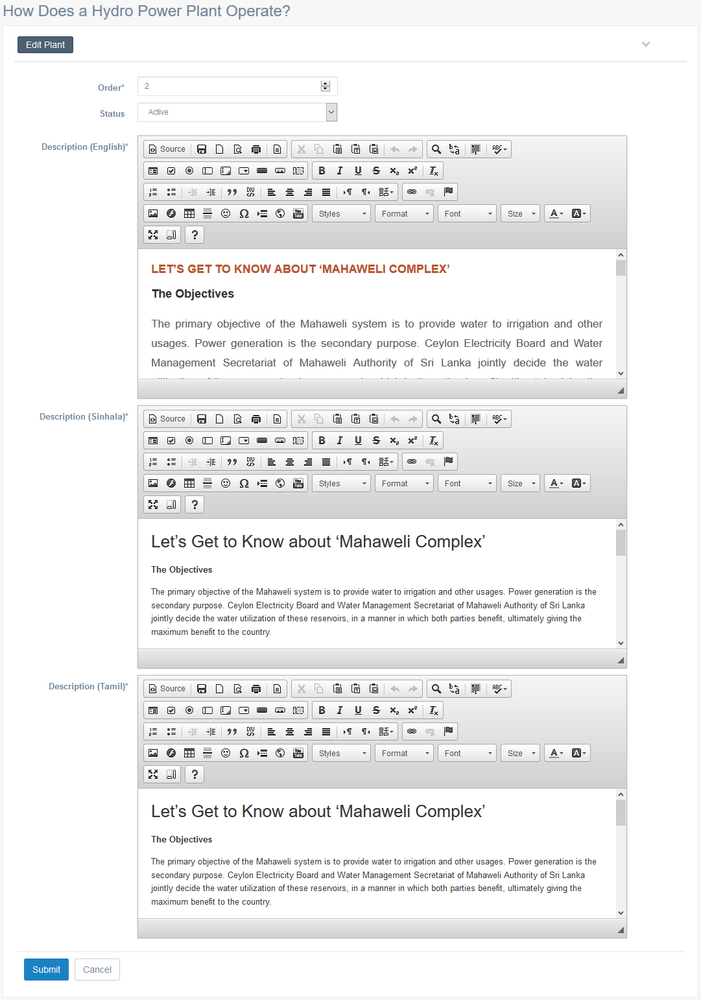 How Does a Hydro Power Plant Operate?
Edit Plant
Order* 2
Status Active
Description (English)*
Source
Styles Format Font Size
LET’S GET TO KNOW ABOUT ‘MAHAWELI COMPLEX’
The Objectives
The primary objective of the Mahaweli system is to provide water to irrigation and other
usages. Power generation is the secondary purpose. Ceylon Electricity Board and Water
Management Secretariat of Mahaweli Authority of Sri Lanka jointly decide the water
Description (Sinhala)*
Source
Styles Format Font Size
Let’s Get to Know about ‘Mahaweli Complex’
The Objectives
The primary objective of the Mahaweli system is to provide water to irrigation and other usages. Power generation is the
secondary purpose. Ceylon Electricity Board and Water Management Secretariat of Mahaweli Authority of Sri Lanka
jointly decide the water utilization of these reservoirs, in a manner in which both parties benefit, ultimately giving the
maximum benefit to the country.
Description (Tamil)*
Source
Styles Format Font Size
Let’s Get to Know about ‘Mahaweli Complex’
The Objectives
The primary objective of the Mahaweli system is to provide water to irrigation and other usages. Power generation is the
secondary purpose. Ceylon Electricity Board and Water Management Secretariat of Mahaweli Authority of Sri Lanka
jointly decide the water utilization of these reservoirs, in a manner in which both parties benefit, ultimately giving the
maximum benefit to the country.
Submit Cancel